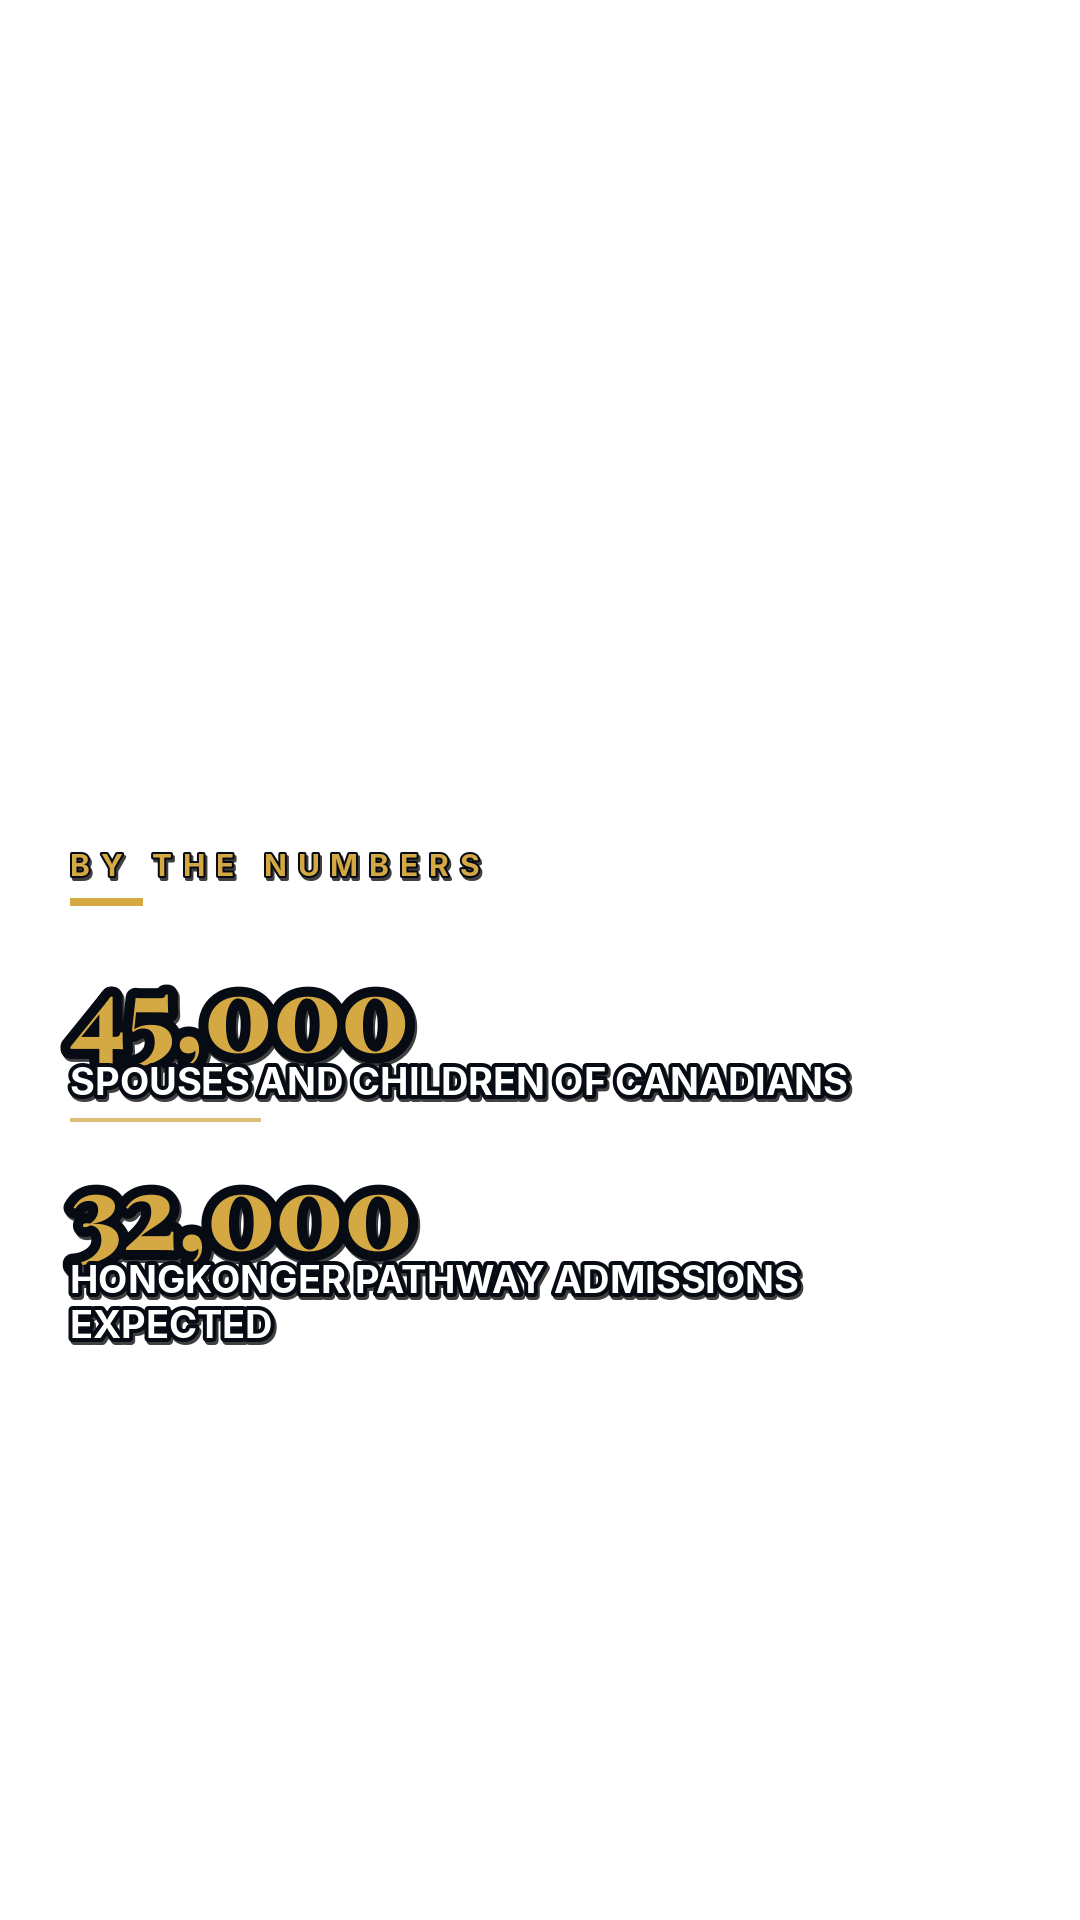 BY THE NUMBERS
45,000
SPOUSES AND CHILDREN OF CANADIANS
32,000
HONGKONGER PATHWAY ADMISSIONS
EXPECTED